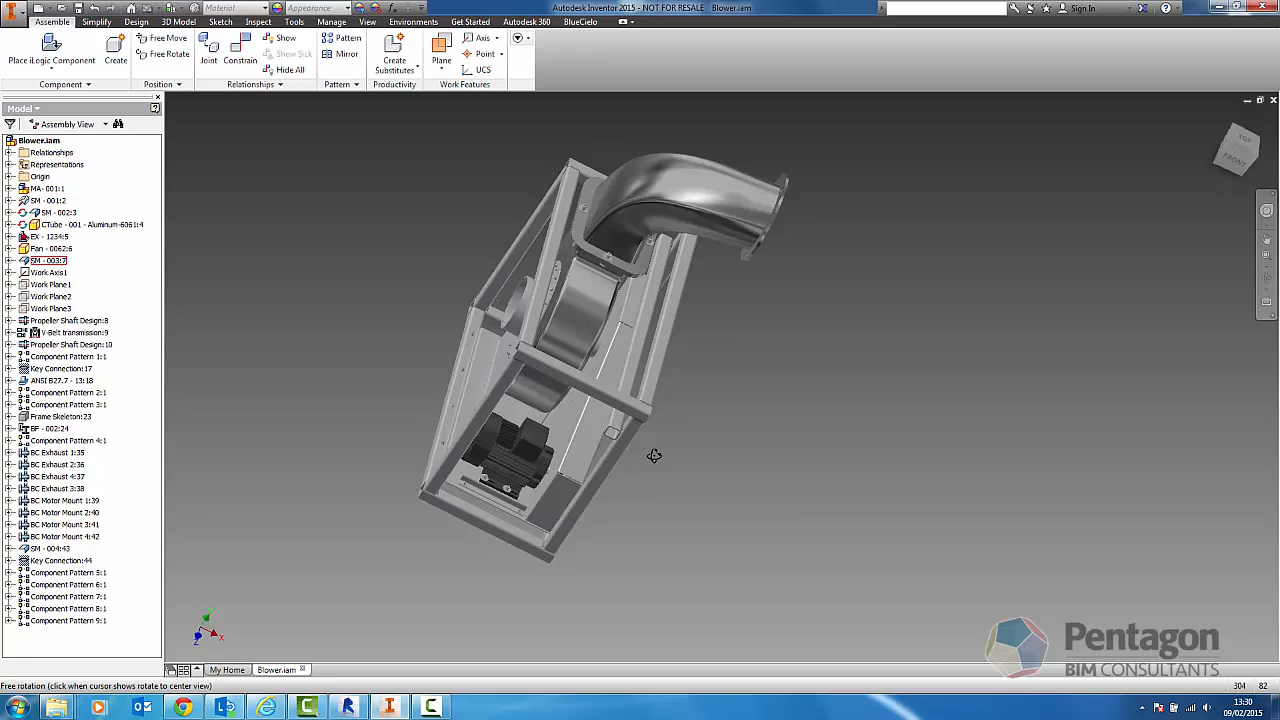 Material
Appearance
Autodesk Inventor 2015 - NOT FOR RESALE Blower.iam
Sign In
Assemble Simplify Design 3D Model Sketch Inspect Tools Manage View Environments Get Started Autodesk 360 BlueCielo
Place iLogic Component
Create
Free Move
Free Rotate
Joint
Constrain
Show
Show Sick
Hide All
Pattern
Mirror
Create Substitutes
Plane
Axis
Point
UCS
Component Position Relationships Pattern Productivity Work Features
Model
Assembly View
Blower.iam
Relationships
Representations
Origin
MA- 001:1
SM - 001:2
SM - 002:3
CTube - 001 - Aluminum-6061:4
EX - 1234:5
Fan - 0062:6
SM - 003:7
Work Axis1
Work Plane1
Work Plane2
Work Plane3
Propeller Shaft Design:8
V-Belt transmission:9
Propeller Shaft Design:10
Component Pattern 1:1
Key Connection:17
ANSI B27.7 - 13:18
Component Pattern 2:1
Component Pattern 3:1
Frame Skeleton:23
BF - 002:24
Component Pattern 4:1
BC Exhaust 1:35
BC Exhaust 2:36
BC Exhaust 4:37
BC Exhaust 3:38
BC Motor Mount 1:39
BC Motor Mount 2:40
BC Motor Mount 3:41
BC Motor Mount 4:42
SM - 004:43
Key Connection:44
Component Pattern 5:1
Component Pattern 6:1
Component Pattern 7:1
Component Pattern 8:1
Component Pattern 9:1
TOP
FRONT
Y
X
Z
Pentagon
BIM CONSULTANTS
My Home
Blower.iam
Free rotation (click when cursor shows rotate to center view)
304 82
13:30
09/02/2015